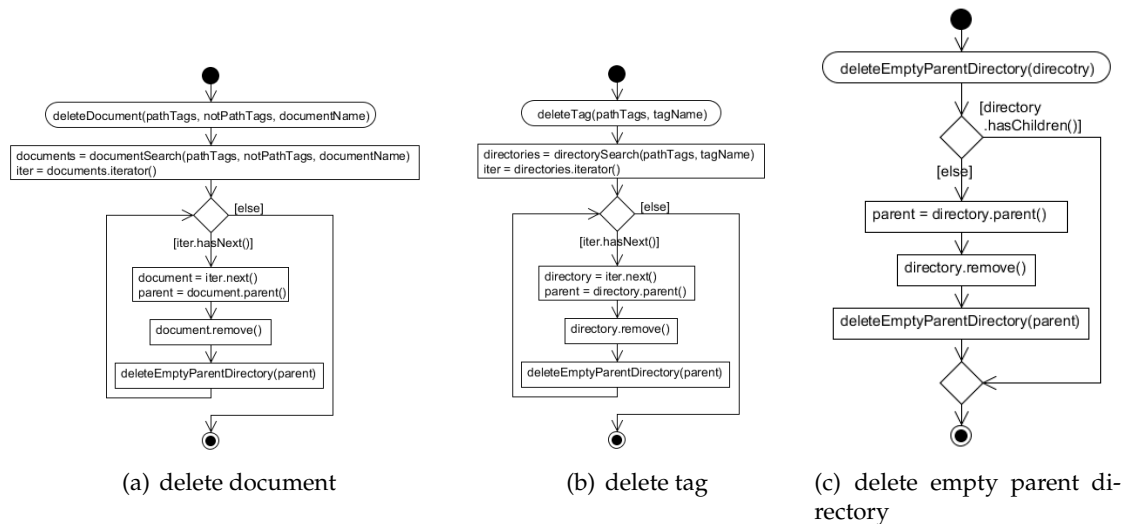 deleteDocument(pathTags, notPathTags, documentName)
documents = documentSearch(pathTags, notPathTags, documentName)
iter = documents.iterator()
[else]
[iter.hasNext()]
document = iter.next()
parent = document.parent()
document.remove()
deleteEmptyParentDirectory(parent)
(a) delete document
deleteTag(pathTags, tagName)
directories = directorySearch(pathTags, tagName)
iter = directories.iterator()
[else]
[iter.hasNext()]
directory = iter.next()
parent = directory.parent()
directory.remove()
deleteEmptyParentDirectory(parent)
(b) delete tag
deleteEmptyParentDirectory(direcotry)
[directory
.hasChildren()]
[else]
parent = directory.parent()
directory.remove()
deleteEmptyParentDirectory(parent)
(c) delete empty parent di-
rectory